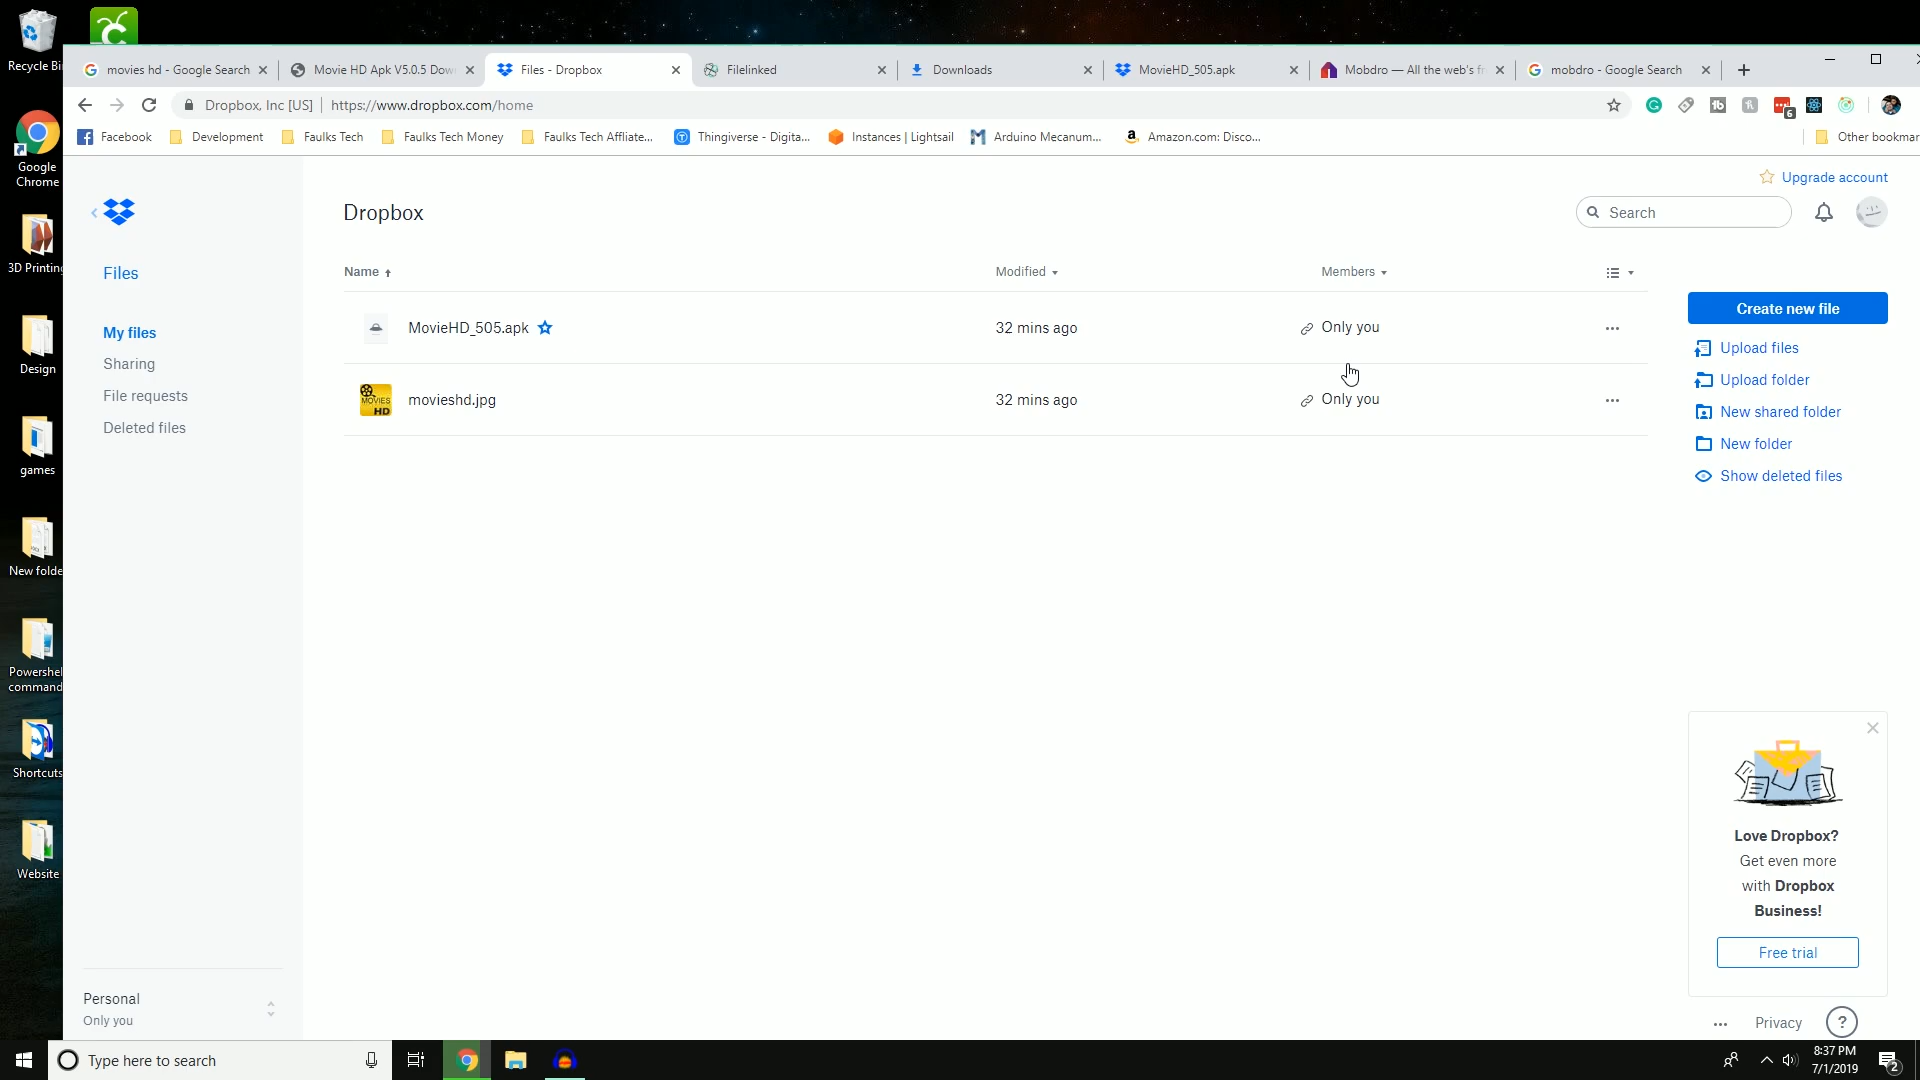 Recycle Bi
movies hd - Google Search
Movie HD Apk V5.0.5 Dow
Files - Dropbox
Filelinked
Downloads
MovieHD_505.apk
Mobdro — All the web's fr
mobdro - Google Search
Dropbox, Inc [US]
https://www.dropbox.com/home
6
Facebook
Development
Faulks Tech
Faulks Tech Money
Faulks Tech Affliate...
Thingiverse - Digita...
Instances | Lightsail
Arduino Mecanum...
Amazon.com: Disco...
Other bookmar
Google
Chrome
3D Printing
Design
games
New folde
Powershel
command
Shortcuts
Website
Upgrade account
Dropbox
Search
Files
My files
Sharing
File requests
Deleted files
Name
Modified
Members
MovieHD_505.apk
32 mins ago
Only you
MOVIES
HD
movieshd.jpg
32 mins ago
Only you
Create new file
Upload files
Upload folder
New shared folder
New folder
Show deleted files
Love Dropbox?
Get even more
with Dropbox
Business!
Free trial
Personal
Only you
Privacy
?
Type here to search
8:37 PM
7/1/2019
2